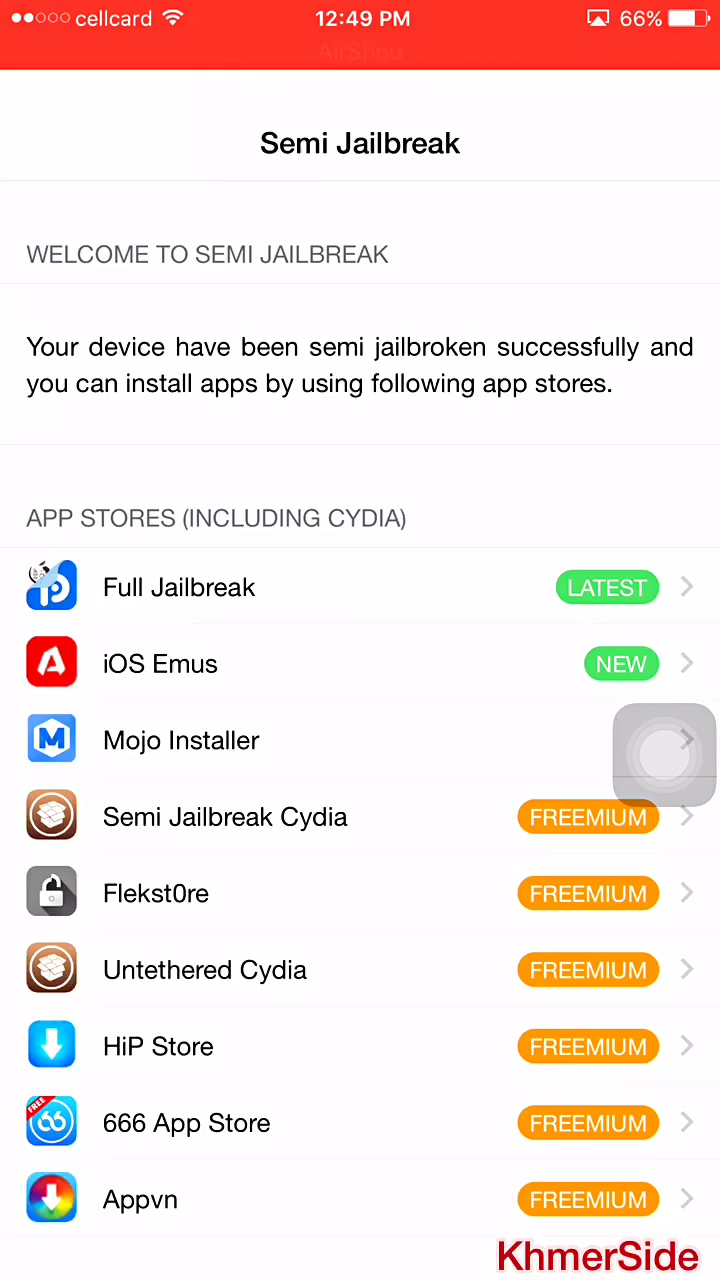 cellcard 12:49 PM 66%
AirShou
Semi Jailbreak
WELCOME TO SEMI JAILBREAK
Your device have been semi jailbroken successfully and
you can install apps by using following app stores.
APP STORES (INCLUDING CYDIA)
Full Jailbreak LATEST
iOS Emus NEW
Mojo Installer
Semi Jailbreak Cydia FREEMIUM
Flekst0re FREEMIUM
Untethered Cydia FREEMIUM
HiP Store FREEMIUM
FREE
666 App Store FREEMIUM
Appvn FREEMIUM
KhmerSide